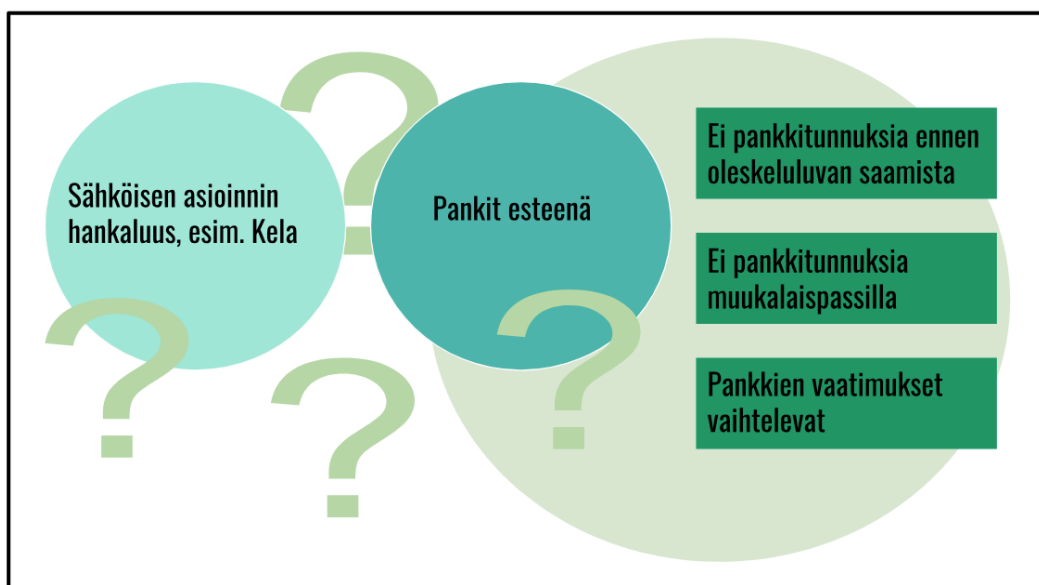 Sähköisen asioinnin
hankaluus, esim. Kela
Pankit esteenä
Ei pankkitunnuksia ennen
oleskeluluvan saamista
Ei pankkitunnuksia
muukalaispassilla
Pankkien vaatimukset
vaihtelevat
?
?
?
?